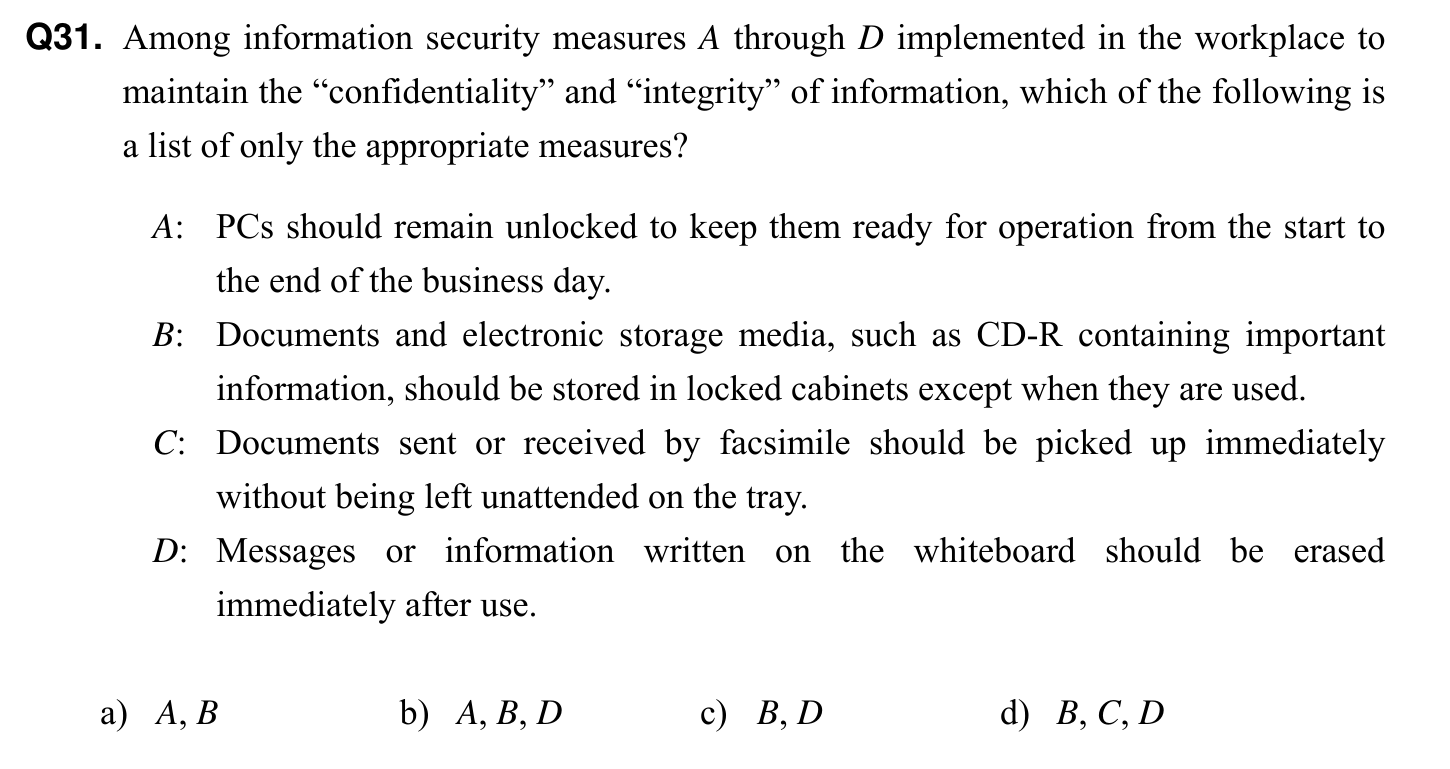 Q31. Among information security measures A through D implemented in the workplace to
maintain the “confidentiality” and “integrity” of information, which of the following is
a list of only the appropriate measures?
A: PCs should remain unlocked to keep them ready for operation from the start to
the end of the business day.
B: Documents and electronic storage media, such as CD-R containing important
information, should be stored in locked cabinets except when they are used.
C: Documents sent or received by facsimile should be picked up immediately
without being left unattended on the tray.
D: Messages or information written on the whiteboard should be erased
immediately after use.
a) A, B b) A, B, D c) B, D d) B, C, D